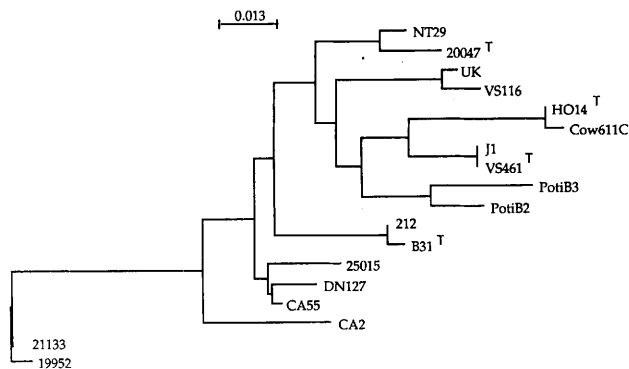 0.013
NT29
20047 T
UK
VS116
HO14 T
Cow611C
J1
VS461 T
PotiB3
PotiB2
212
B31 T
25015
DN127
CA55
CA2
21133
19952